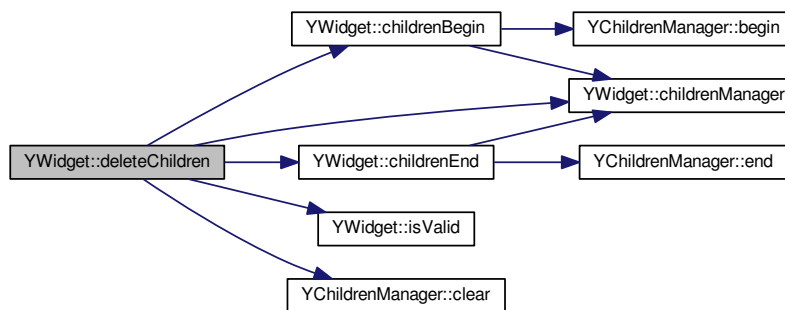 YWidget::childrenBegin
YChildrenManager::begin
YWidget::childrenManager
YWidget::deleteChildren
YWidget::childrenEnd
YChildrenManager::end
YWidget::isValid
YChildrenManager::clear